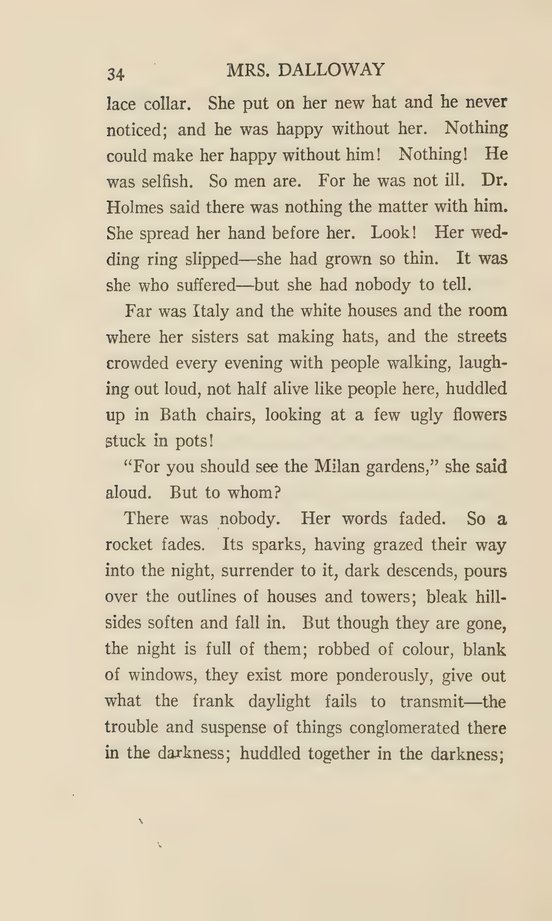 34 MRS. DALLOWAY
lace collar. She put on her new hat and he never
noticed; and he was happy without her. Nothing
could make her happy without him! Nothing! He
was selfish. So men are. For he was not ill. Dr.
Holmes said there was nothing the matter with him.
She spread her hand before her. Look! Her wed-
ding ring slipped—she had grown so thin. It was
she who suffered—but she had nobody to tell.
Far was Italy and the white houses and the room
where her sisters sat making hats, and the streets
crowded every evening with people walking, laugh-
ing out loud, not half alive like people here, huddled
up in Bath chairs, looking at a few ugly flowers
stuck in pots!
"For you should see the Milan gardens," she said
aloud. But to whom?
There was nobody. Her words faded. So a
rocket fades. Its sparks, having grazed their way
into the night, surrender to it, dark descends, pours
over the outlines of houses and towers; bleak hill-
sides soften and fall in. But though they are gone,
the night is full of them; robbed of colour, blank
of windows, they exist more ponderously, give out
what the frank daylight fails to transmit—the
trouble and suspense of things conglomerated there
in the darkness; huddled together in the darkness;